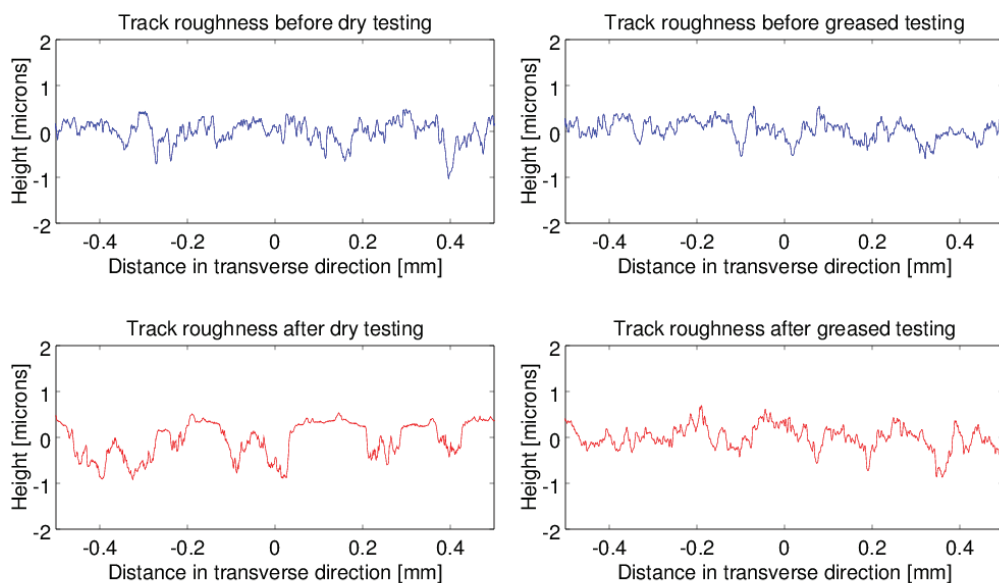 Track roughness before dry testing
Height [microns]
2
1
0
-1
-2
-0.4 -0.2 0 0.2 0.4
Distance in transverse direction [mm]
Track roughness before greased testing
Height [microns]
2
1
0
-1
-2
-0.4 -0.2 0 0.2 0.4
Distance in transverse direction [mm]
Track roughness after dry testing
Height [microns]
2
1
0
-1
-2
-0.4 -0.2 0 0.2 0.4
Distance in transverse direction [mm]
Track roughness after greased testing
Height [microns]
2
1
0
-1
-2
-0.4 -0.2 0 0.2 0.4
Distance in transverse direction [mm]